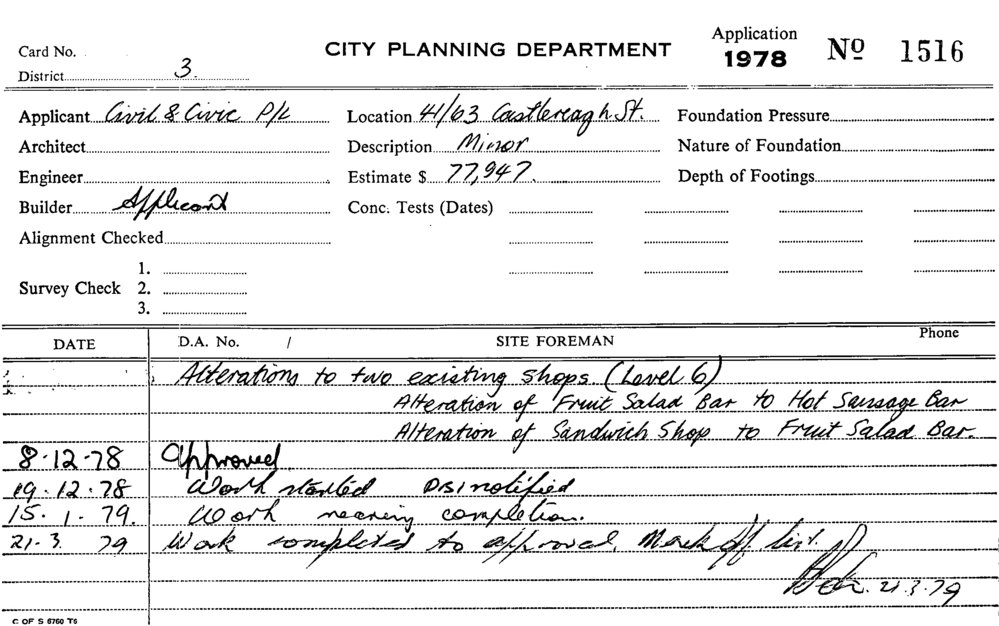 Application
Card No. CITY PLANNING DEPARTMENT 1978 No 1516
District 3.
Applicant Civil & Civic P/L Location 41/63 Castlereagh St. Foundation Pressure
Architect Description Minor Nature of Foundation
Engineer Estimate $ 77,947. Depth of Footings
Builder Applicant Conc. Tests (Dates)
Alignment Checked
1.
Survey Check 2.
3.
DATE D.A. No. / SITE FOREMAN Phone
Alterations to two existing shops. (Level 6)
Alteration of Fruit Salad Bar to Hot Sausage Bar
Alteration of Sandwich Shop to Fruit Salad Bar.
8.12.78 Approved.
19.12.78 Work started DSI notified
15.1.79. Work nearing completion.
21.3.79 Work completed to approval. Mark off list.
21.3.79
C OF S 6760 T6